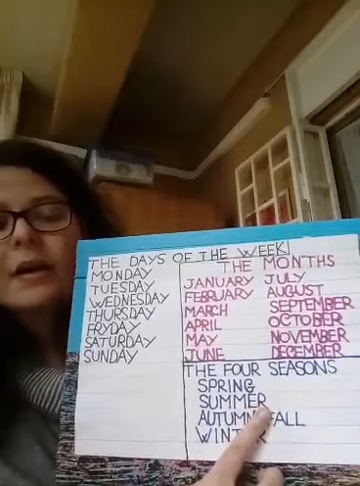 THE DAYS OF THE WEEK
MONDAY
TUESDAY
WEDNESDAY
THURSDAY
FRYDAY
SATURDAY
SUNDAY
THE MONTHS
JANUARY JULY
FEBRUARY AUGUST
MARCH SEPTEMBER
APRIL OCTOBER
MAY NOVEMBER
JUNE DECEMBER
THE FOUR SEASONS
SPRING
SUMMER
AUTUMN FALL